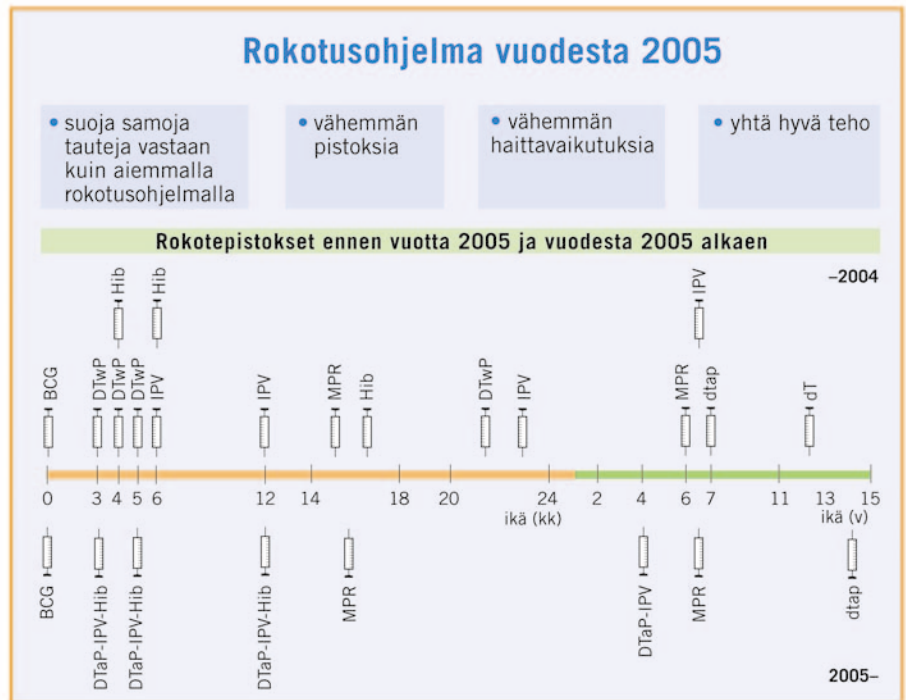 Rokotusohjelma vuodesta 2005
• suoja samoja
tauteja vastaan
kuin aiemmalla
rokotusohjelmalla
• vähemmän
pistoksia
• vähemmän
haittavaikutuksia
• yhtä hyvä teho
Rokotepistokset ennen vuotta 2005 ja vuodesta 2005 alkaen
–2004
Hib Hib IPV
BCG DTwP DTwP DTwP IPV IPV MPR Hib DTwP IPV MPR dtap dT
0 3 4 5 6 12 14 18 20 24 2 4 6 7 11 13 15
ikä (kk) ikä (v)
BCG DTaP-IPV-Hib DTaP-IPV-Hib DTaP-IPV-Hib MPR DTaP-IPV MPR dtap
2005–